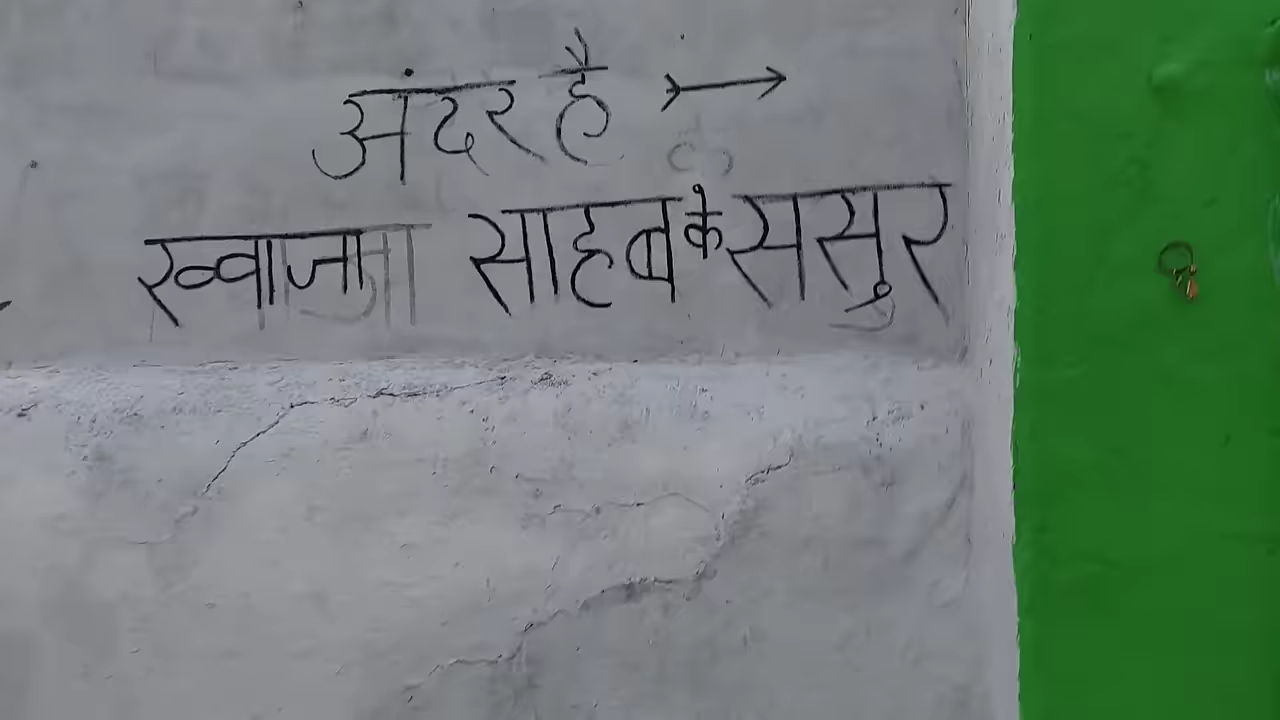 अंदर है →
ख्वाजा साहब के ससुर